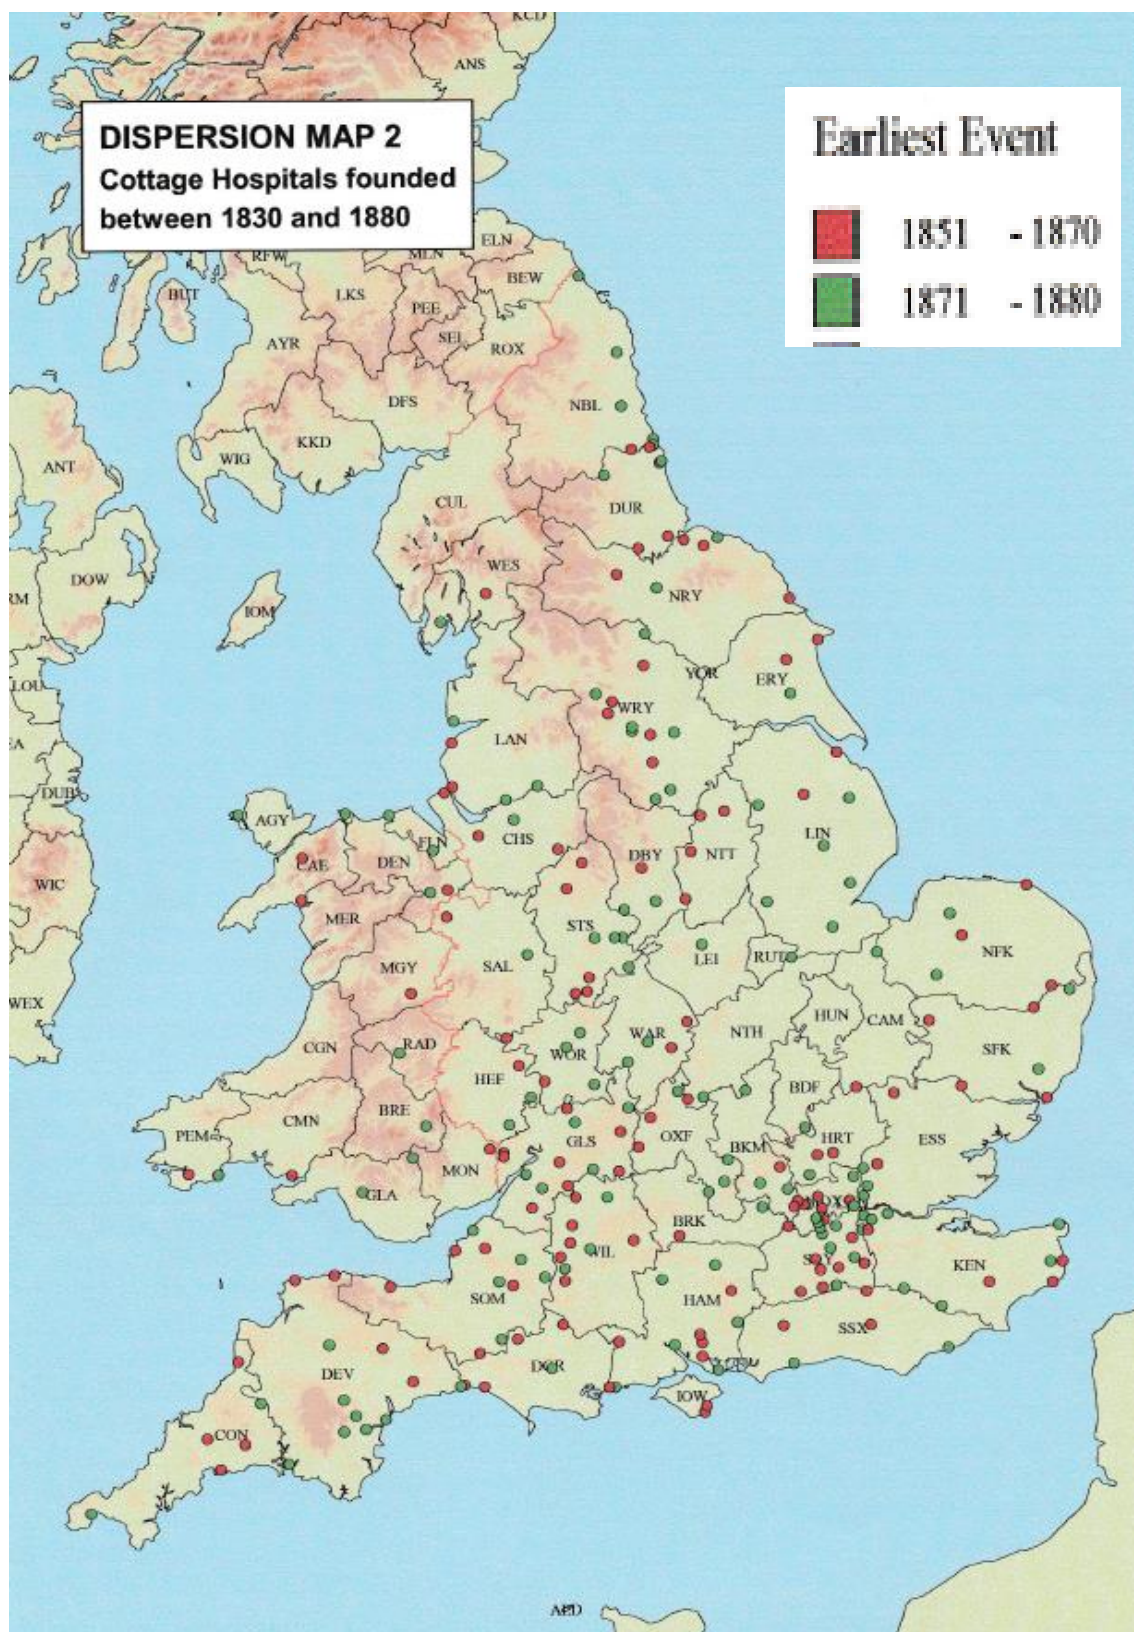 KCD
ANS
DISPERSION MAP 2
Cottage Hospitals founded
between 1830 and 1880
Earliest Event
1851 - 1870
1871 - 1880
ELN
RFW
MLN
BEW
BUT
LKS
PEE
SEL
AYR
ROX
DFS
NBL
KKD
WIG
ANT
CUL
DUR
WES
DOW
NRY
IOM
YOR
ERY
LOU
WRY
LAN
DUB
AGY
LIN
FLN
CHS
CAE
DEN
DBY
NTT
WIC
MER
STS
NFK
MGY
SAL
LEI
RUT
WEX
HUN
CAM
NTH
WAR
CGN
RAD
WOR
SFK
HEF
BDF
BRE
CMN
PEM
GLS
OXF
BKM
HRT
ESS
MON
GLA
BRK
WIL
KEN
SOM
HAM
SSX
DEV
DOR
IOW
CON